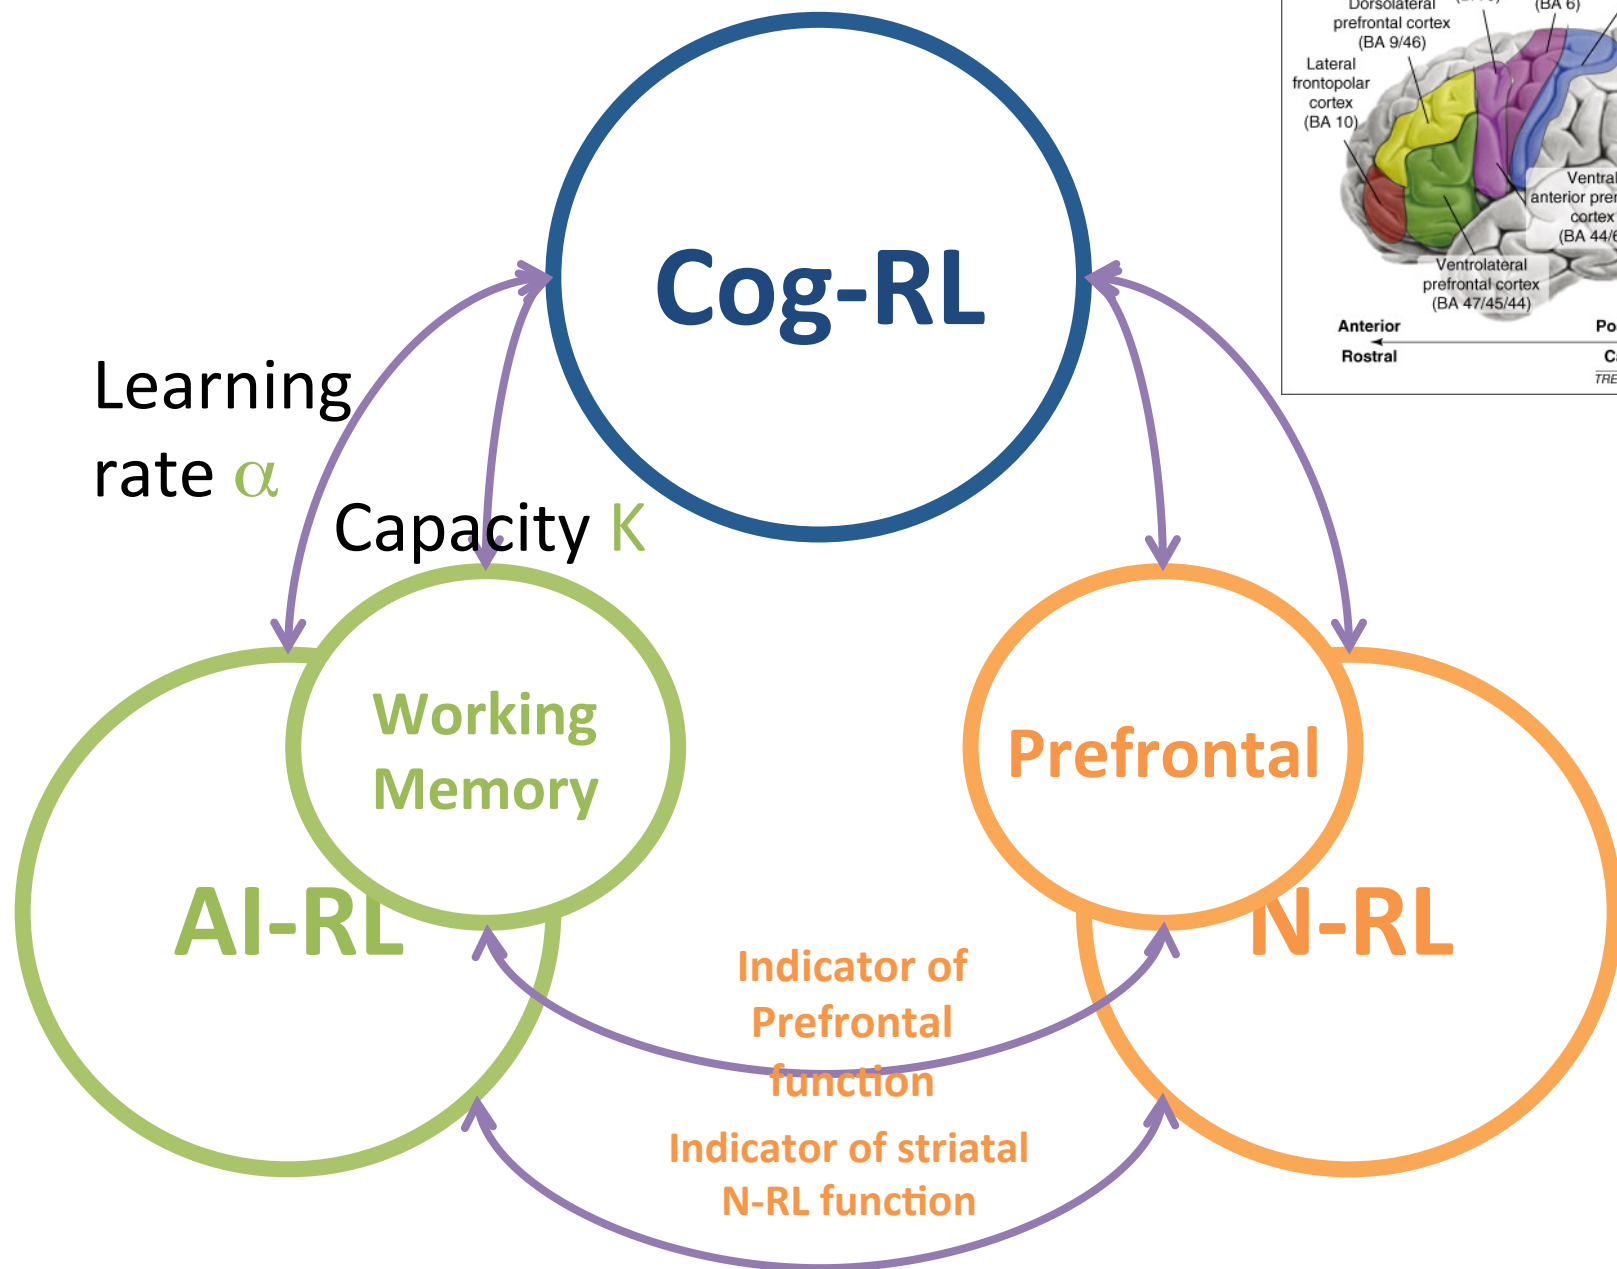 Dorsolateral
prefrontal cortex
(BA 9/46)
(BA 6)
Lateral
frontopolar
cortex
(BA 10)
Ventral
anterior
cortex
(BA
Ventrolateral
prefrontal cortex
(BA 47/45/44)
Anterior
Rostral
Cog-RL
Learning
rate α
Capacity K
Working
Memory
Prefrontal
AI-RL
N-RL
Indicator of
Prefrontal
function
Indicator of striatal
N-RL function